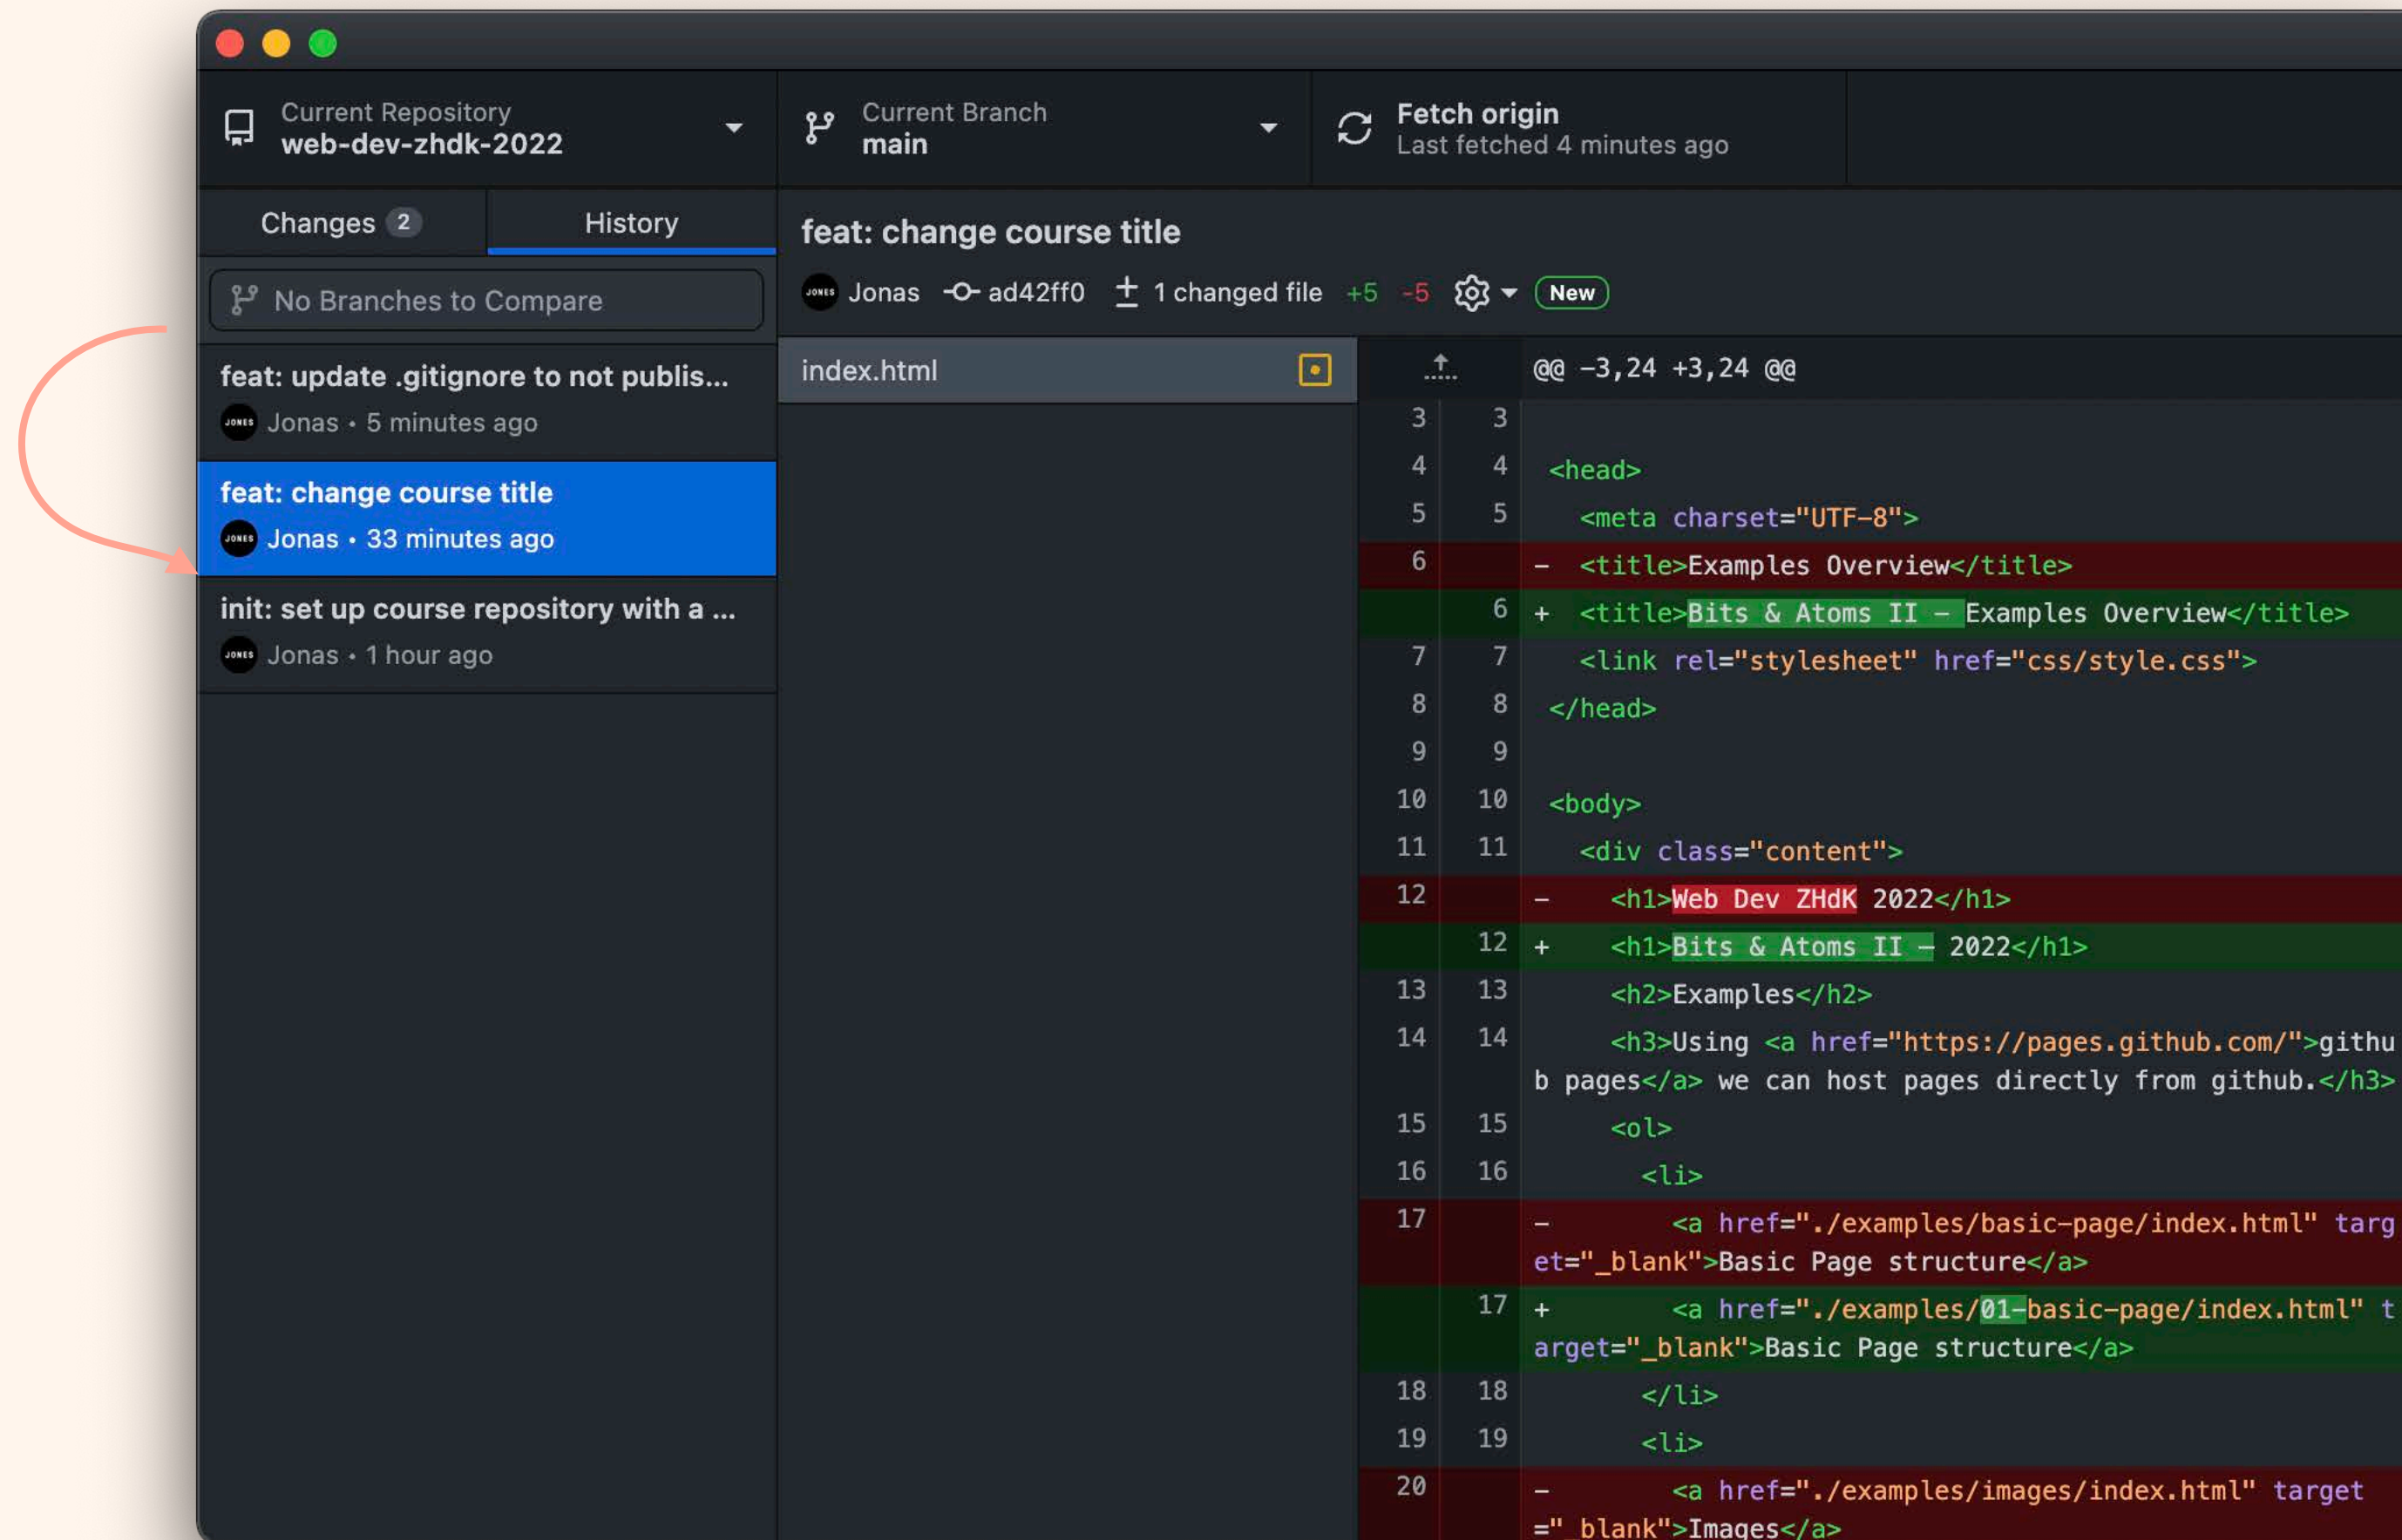 Current Repository
web-dev-zhdk-2022
Current Branch
main
Fetch origin
Last fetched 4 minutes ago
Changes 2
History
No Branches to Compare
feat: update .gitignore to not publis...
JONES Jonas • 5 minutes ago
feat: change course title
JONES Jonas • 33 minutes ago
init: set up course repository with a ...
JONES Jonas • 1 hour ago
feat: change course title
JONES Jonas ad42ff0 1 changed file +5 -5 New
index.html
@@ -3,24 +3,24 @@
3 3
4 4 <head>
5 5 <meta charset="UTF-8">
6 - <title>Examples Overview</title>
6 + <title>Bits & Atoms II – Examples Overview</title>
7 7 <link rel="stylesheet" href="css/style.css">
8 8 </head>
9 9
10 10 <body>
11 11 <div class="content">
12 - <h1>Web Dev ZHdK 2022</h1>
12 + <h1>Bits & Atoms II – 2022</h1>
13 13 <h2>Examples</h2>
14 14 <h3>Using <a href="https://pages.github.com/">githu
b pages</a> we can host pages directly from github.</h3>
15 15 <ol>
16 16 <li>
17 - <a href="./examples/basic-page/index.html" targ
et="_blank">Basic Page structure</a>
17 + <a href="./examples/01-basic-page/index.html" t
arget="_blank">Basic Page structure</a>
18 18 </li>
19 19 <li>
20 - <a href="./examples/images/index.html" target
="_blank">Images</a>